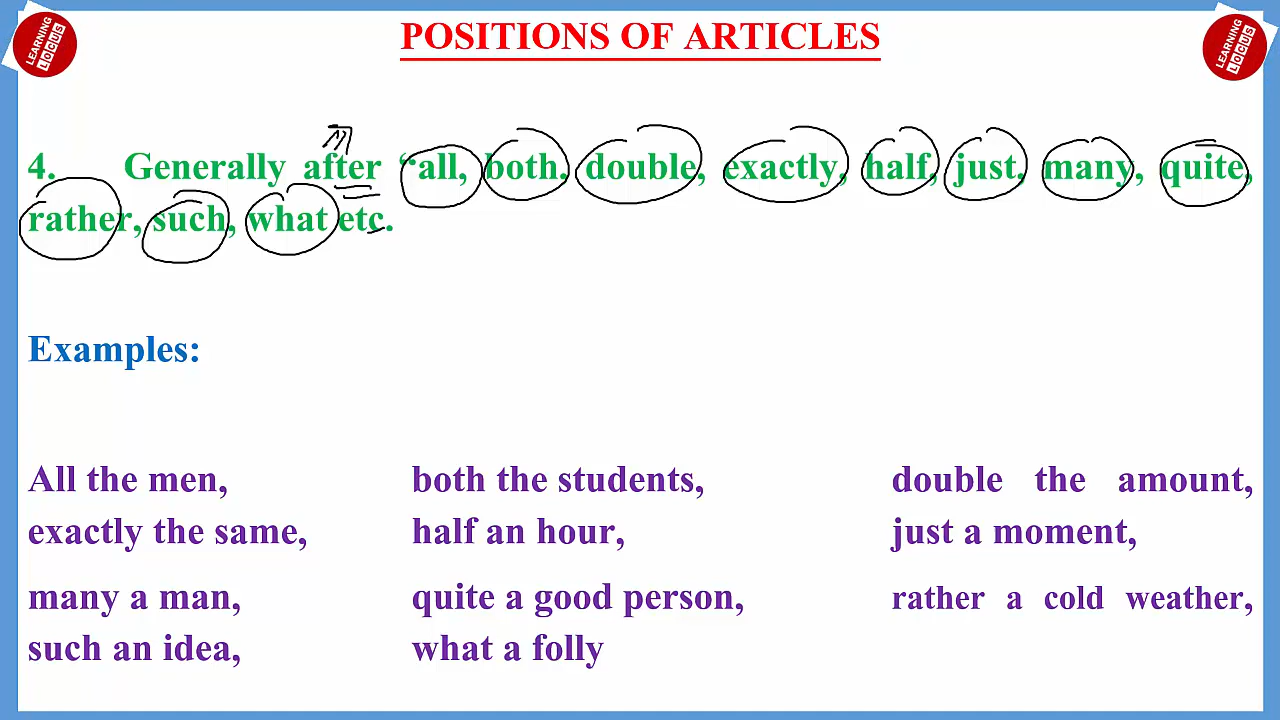 LEARNING
LOCUS
POSITIONS OF ARTICLES
LEARNING
LOCUS
4. Generally after “all, both, double, exactly, half, just, many, quite,
rather, such, what etc.
Examples:
All the men, both the students, double the amount,
exactly the same, half an hour, just a moment,
many a man, quite a good person, rather a cold weather,
such an idea, what a folly